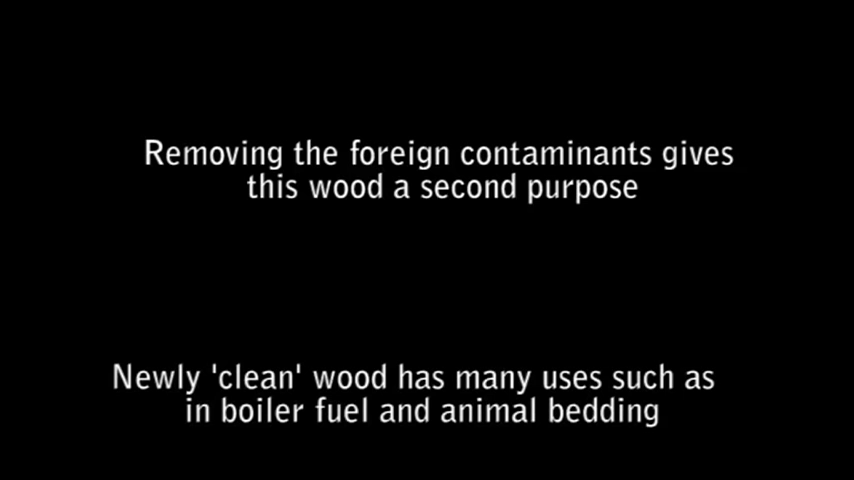 Removing the foreign contaminants gives
this wood a second purpose
Newly 'clean' wood has many uses such as
in boiler fuel and animal bedding